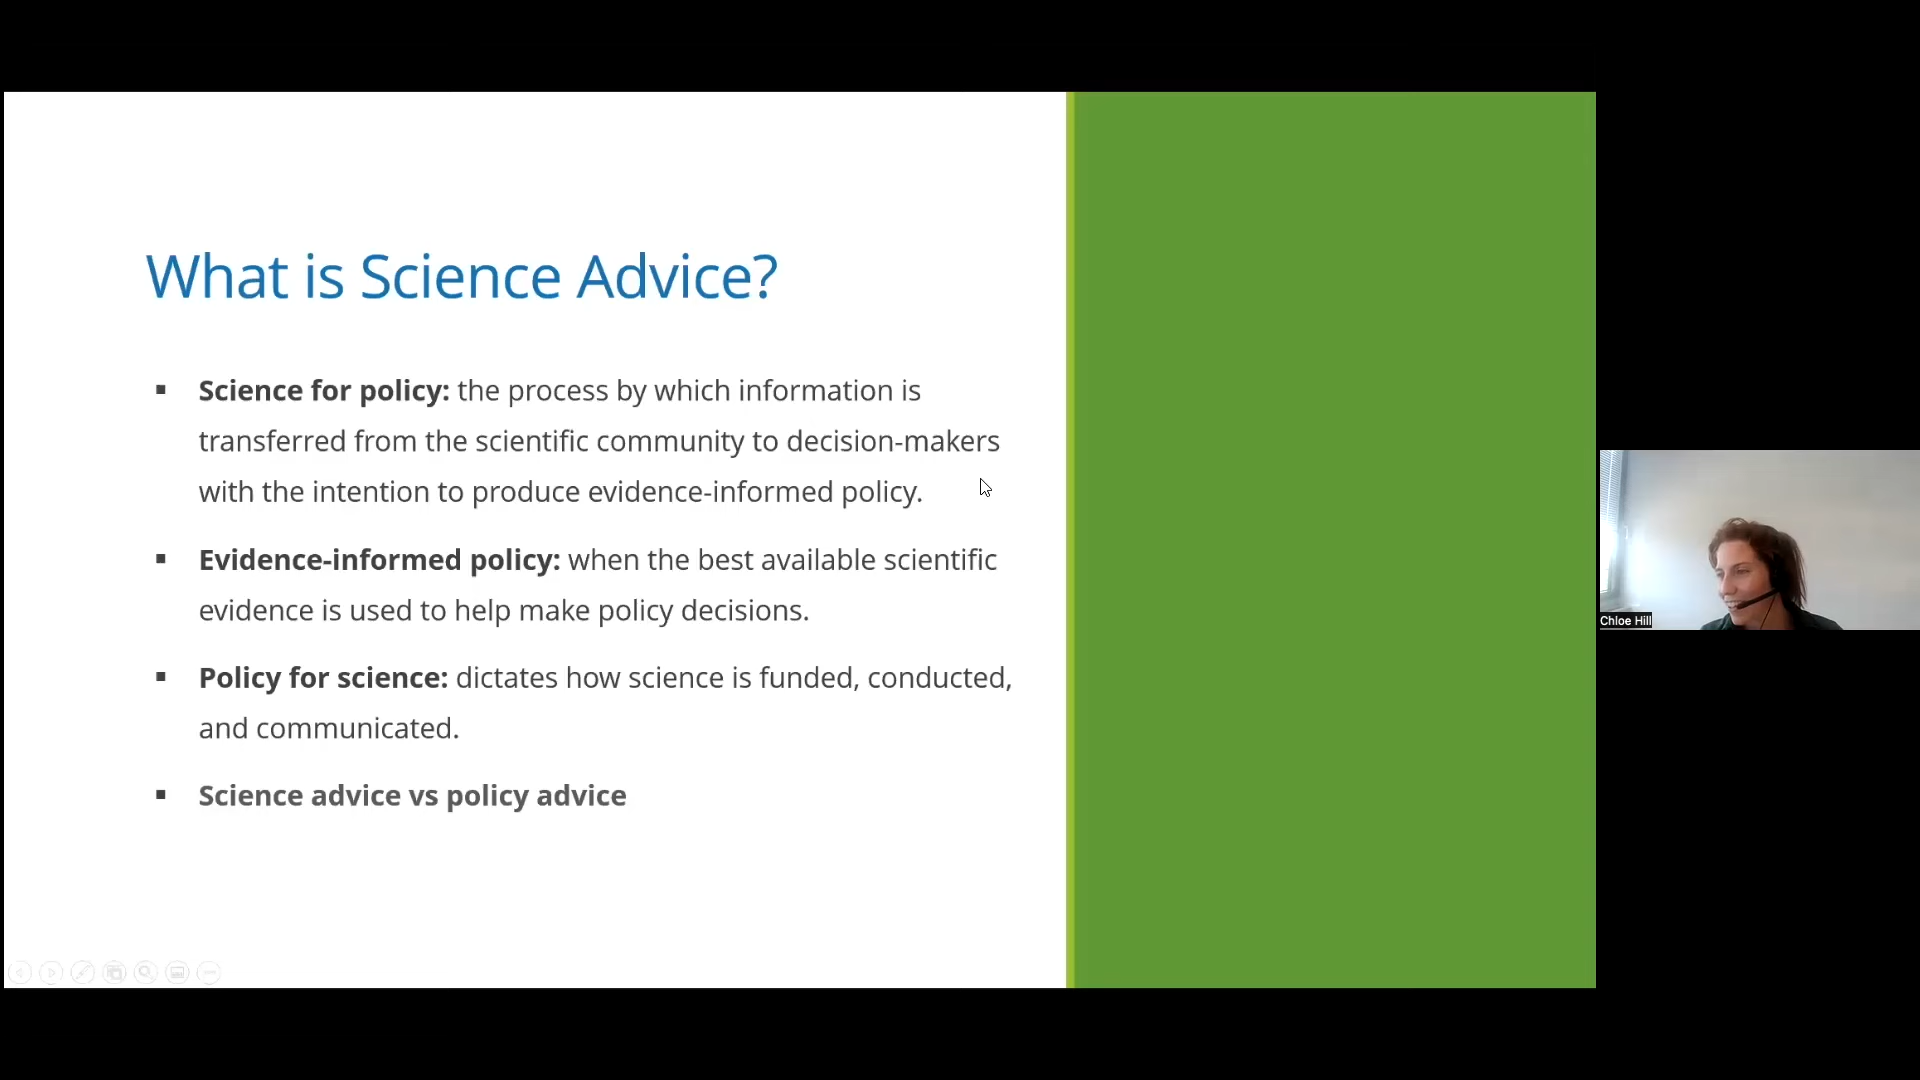 What is Science Advice?
▪ Science for policy: the process by which information is
transferred from the scientific community to decision-makers
with the intention to produce evidence-informed policy.
▪ Evidence-informed policy: when the best available scientific
evidence is used to help make policy decisions.
▪ Policy for science: dictates how science is funded, conducted,
and communicated.
▪ Science advice vs policy advice
Chloe Hill